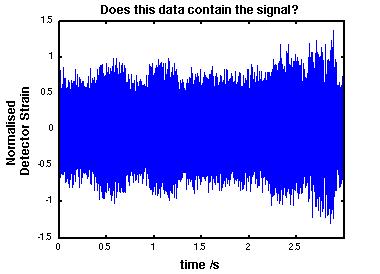 Does this data contain the signal?
1.5
1
0.5
0
-0.5
-1
-1.5
Normalised
Detector Strain
0 0.5 1 1.5 2 2.5
time /s